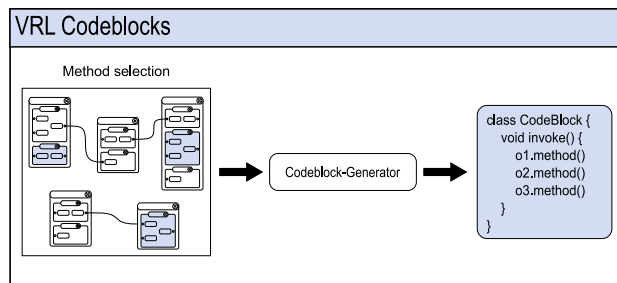 VRL Codeblocks
Method selection
Codeblock-Generator
class CodeBlock {
void invoke() {
o1.method()
o2.method()
o3.method()
}
}